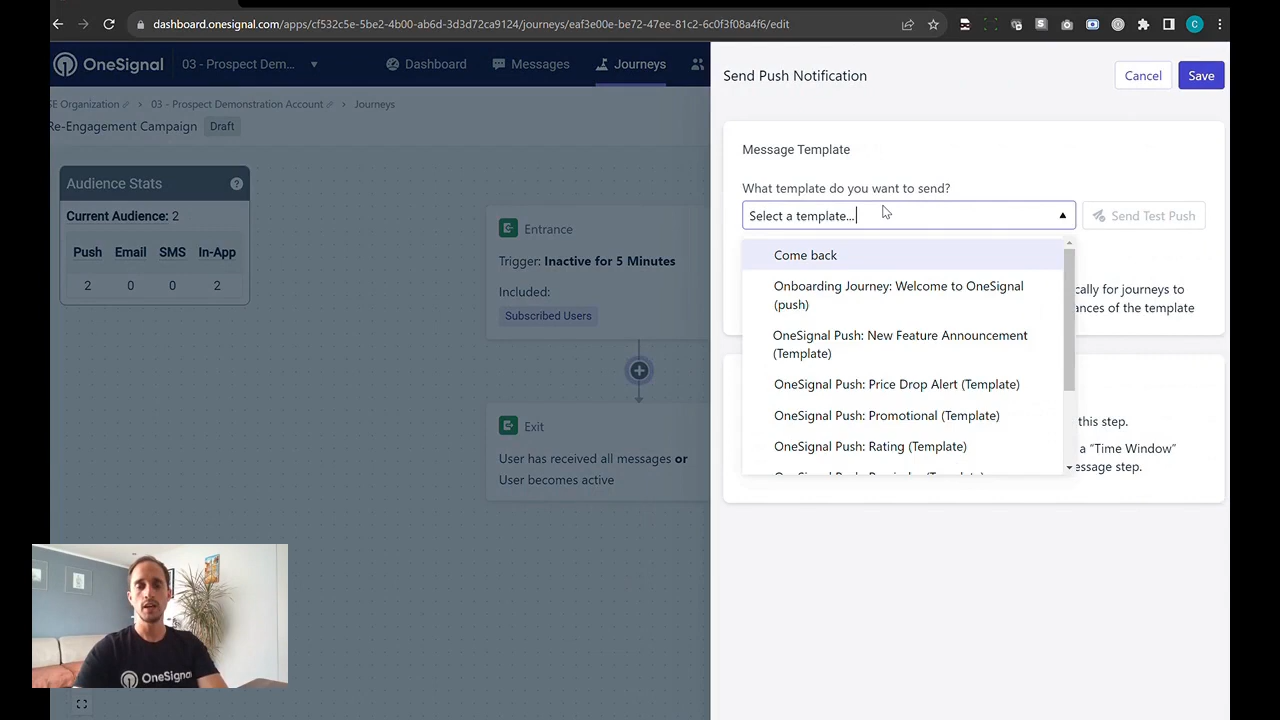 dashboard.onesignal.com/apps/cf532c5e-5be2-4b00-ab6d-3d3d72ca9124/journeys/eaf3e00e-be72-47ee-81c2-6c0f3f08a4f6/edit
C
OneSignal
03 - Prospect Dem...
Dashboard
Messages
Journeys
SE Organization
03 - Prospect Demonstration Account
Journeys
Re-Engagement Campaign
Draft
Audience Stats
?
Current Audience: 2
Push Email SMS In-App
2 0 0 2
Entrance
Trigger: Inactive for 5 Minutes
Included:
Subscribed Users
Exit
User has received all messages or
User becomes active
Send Push Notification
Cancel
Save
Message Template
What template do you want to send?
Select a template...
Send Test Push
Come back
Onboarding Journey: Welcome to OneSignal
(push)
OneSignal Push: New Feature Announcement
(Template)
OneSignal Push: Price Drop Alert (Template)
OneSignal Push: Promotional (Template)
OneSignal Push: Rating (Template)
cally for journeys to
ances of the template
this step.
a “Time Window”
essage step.
OneSignal